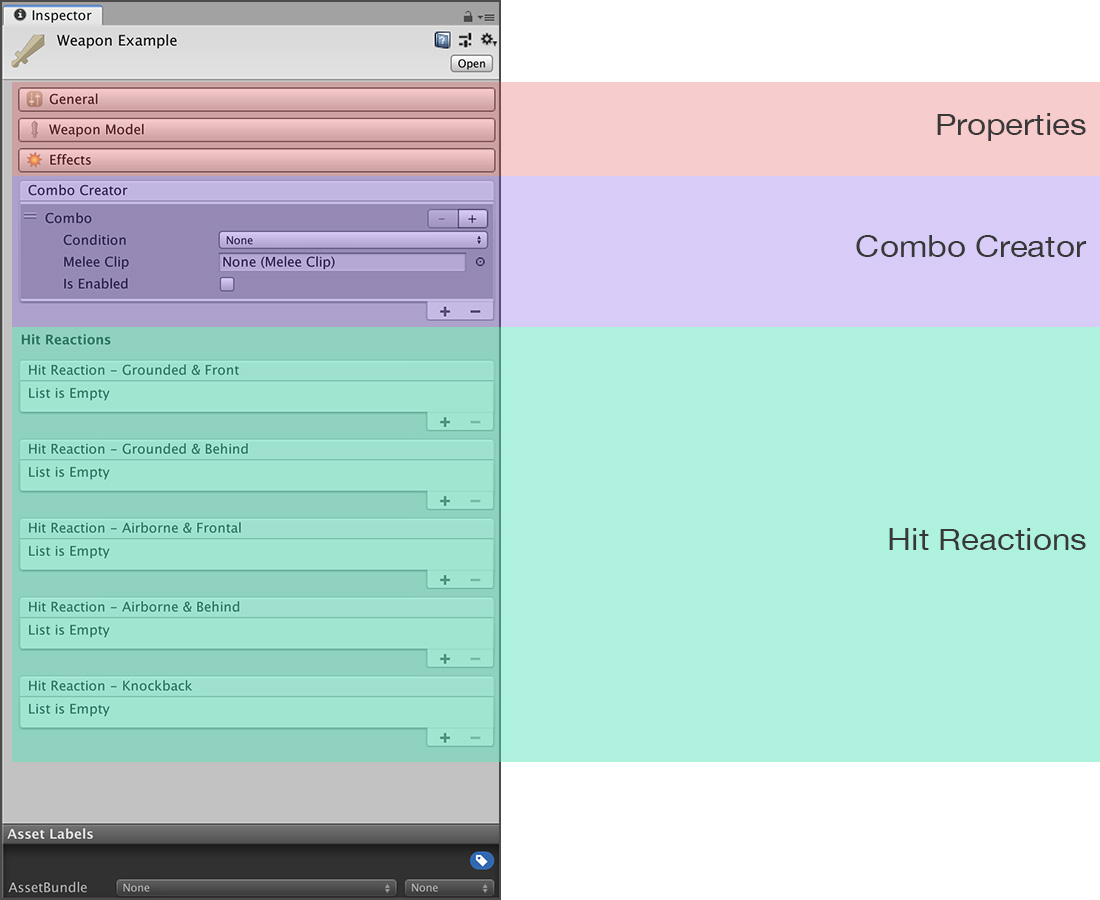 Inspector
Weapon Example
Open
General
Weapon Model
Effects
Properties
Combo Creator
Combo
- +
Condition None
Melee Clip None (Melee Clip)
Is Enabled
+ −
Combo Creator
Hit Reactions
Hit Reaction – Grounded & Front
List is Empty
+ −
Hit Reaction – Grounded & Behind
List is Empty
+ −
Hit Reaction – Airborne & Frontal
List is Empty
+ −
Hit Reaction – Airborne & Behind
List is Empty
+ −
Hit Reaction – Knockback
List is Empty
+ −
Hit Reactions
Asset Labels
AssetBundle None None